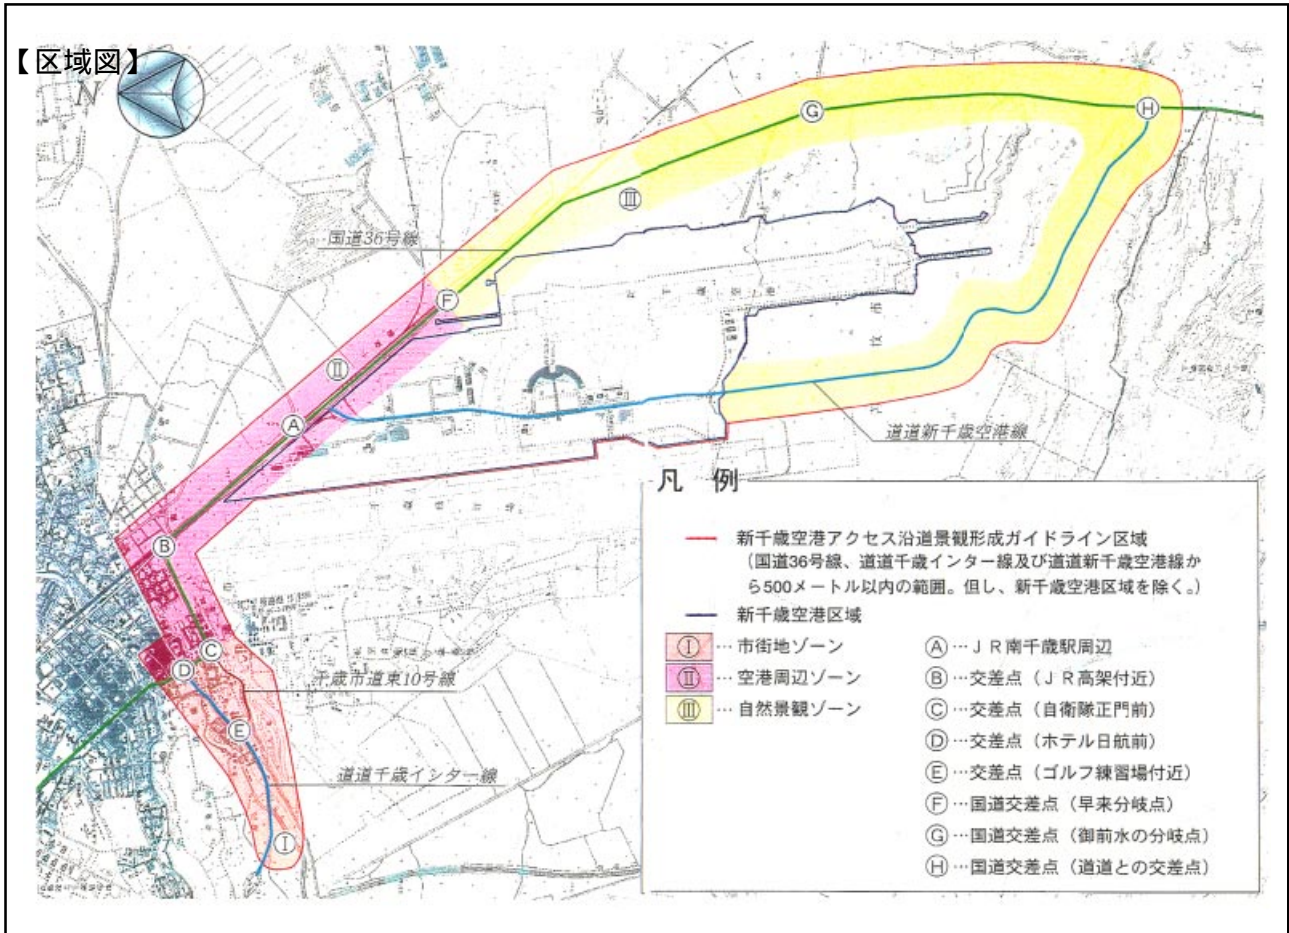 【区域図】
N
G
H
Ⅲ
国道36号線
F
新千歳空港
Ⅱ
A
道道新千歳空港線
B
C
D
千歳市道東10号線
E
道道千歳インター線
Ⅰ
凡 例
新千歳空港アクセス沿道景観形成ガイドライン区域
(国道36号線、道道千歳インター線及び道道新千歳空港線か
ら500メートル以内の範囲。但し、新千歳空港区域を除く。)
新千歳空港区域
Ⅰ … 市街地ゾーン
Ⅱ … 空港周辺ゾーン
Ⅲ … 自然景観ゾーン
A … JR南千歳駅周辺
B … 交差点(JR高架付近)
C … 交差点(自衛隊正門前)
D … 交差点(ホテル日航前)
E … 交差点(ゴルフ練習場付近)
F … 国道交差点(早来分岐点)
G … 国道交差点(御前水の分岐点)
H … 国道交差点(道道との交差点)